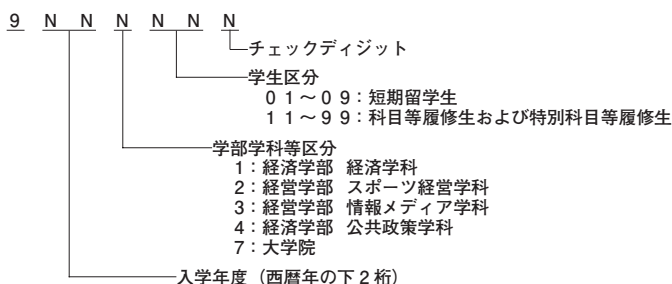 9 N N N N N N
チェックディジット
学生区分
01～09：短期留学生
11～99：科目等履修生および特別科目等履修生
学部学科等区分
1：経済学部 経済学科
2：経営学部 スポーツ経営学科
3：経営学部 情報メディア学科
4：経済学部 公共政策学科
7：大学院
入学年度（西暦年の下2桁）